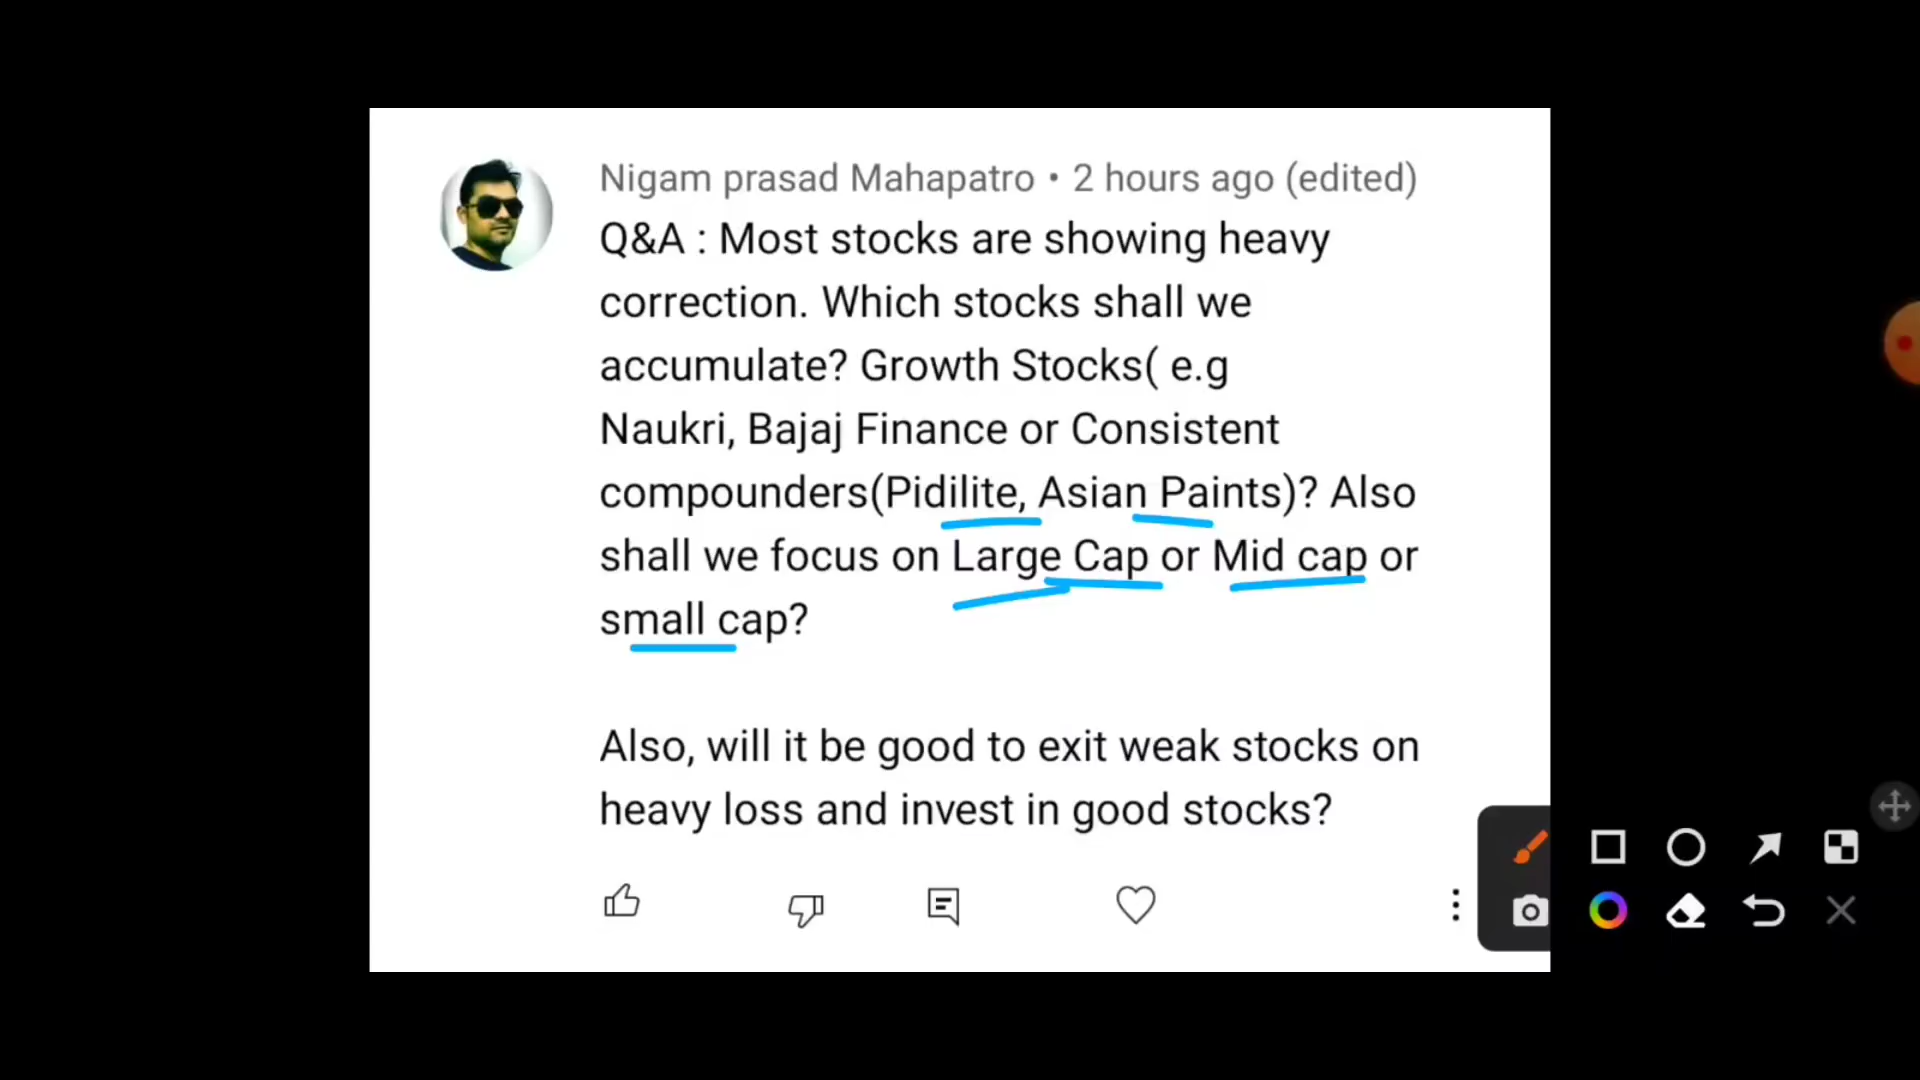 Nigam prasad Mahapatro • 2 hours ago (edited)
Q&A : Most stocks are showing heavy
correction. Which stocks shall we
accumulate? Growth Stocks( e.g
Naukri, Bajaj Finance or Consistent
compounders(Pidilite, Asian Paints)? Also
shall we focus on Large Cap or Mid cap or
small cap?
Also, will it be good to exit weak stocks on
heavy loss and invest in good stocks?